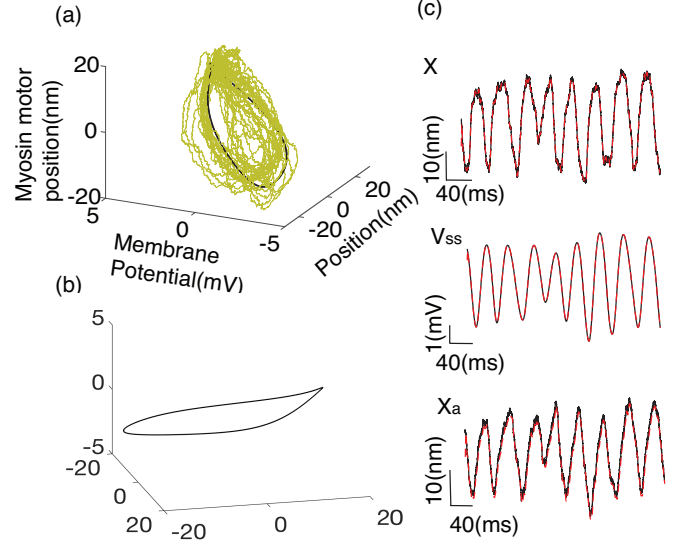 (a)
20
0
-20
Myosin motor
position(nm)
5
0
-5
Membrane
Potential(mV)
-20
0
20
Position(nm)
(b)
5
0
-5
-20
0
20
-20
0
20
(c)
X
10(nm)
40(ms)
Vss
1(mV)
40(ms)
Xa
10(nm)
40(ms)